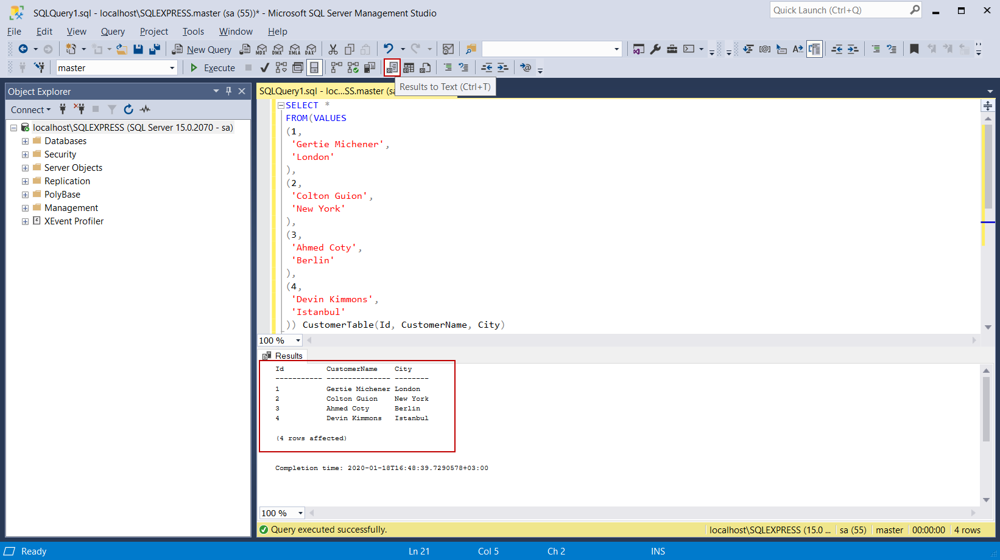 SQLQuery1.sql - localhost\SQLEXPRESS.master (sa (55))* - Microsoft SQL Server Management Studio
Quick Launch (Ctrl+Q)
File Edit View Query Project Tools Window Help
New Query MDX DMX XMLA DAX
master Execute
Results to Text (Ctrl+T)
Object Explorer
Connect
localhost\SQLEXPRESS (SQL Server 15.0.2070 - sa)
Databases
Security
Server Objects
Replication
PolyBase
Management
XEvent Profiler
SQLQuery1.sql - loc...SS.master (sa
SELECT *
FROM(VALUES
(1,
'Gertie Michener',
'London'
),
(2,
'Colton Guion',
'New York'
),
(3,
'Ahmed Coty',
'Berlin'
),
(4,
'Devin Kimmons',
'Istanbul'
)) CustomerTable(Id, CustomerName, City)
100 %
Results
Id CustomerName City
----------- --------------- --------
1 Gertie Michener London
2 Colton Guion New York
3 Ahmed Coty Berlin
4 Devin Kimmons Istanbul
(4 rows affected)
Completion time: 2020-01-18T16:48:39.7290578+03:00
100 %
Query executed successfully. localhost\SQLEXPRESS (15.0 ... sa (55) master 00:00:00 4 rows
Ready Ln 21 Col 5 Ch 2 INS